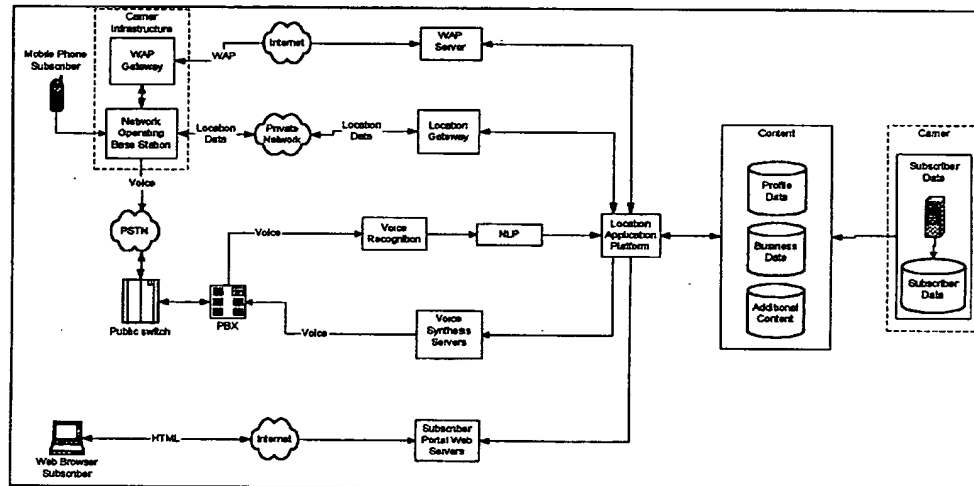 Carrier
Infrastructure
WAP
Gateway
Mobile Phone
Subscriber
Network
Operating
Base Station
WAP
Internet
WAP
Server
Location
Data
Private
Network
Location
Data
Location
Gateway
Voice
PSTN
Public switch
PBX
Voice
Voice
Recognition
NLP
Location
Application
Platform
Voice
Voice
Synthesis
Servers
Content
Profile
Data
Business
Data
Additional
Content
Carrier
Subscriber
Data
Subscriber
Data
Web Browser
Subscriber
HTML
Internet
Subscriber
Portal Web
Servers